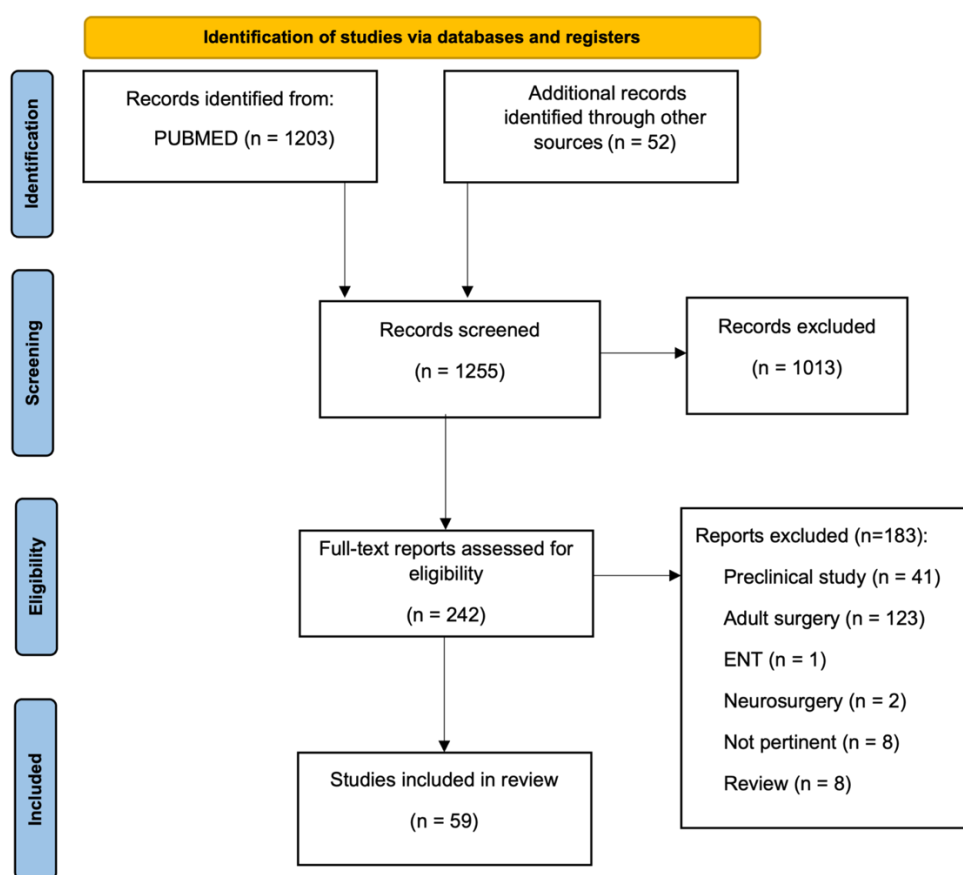 Identification of studies via databases and registers
Identification
Records identified from:
PUBMED (n = 1203)
Additional records
identified through other
sources (n = 52)
Screening
Records screened
(n = 1255)
Records excluded
(n = 1013)
Eligibility
Full-text reports assessed for
eligibility
(n = 242)
Reports excluded (n=183):
Preclinical study (n = 41)
Adult surgery (n = 123)
ENT (n = 1)
Neurosurgery (n = 2)
Not pertinent (n = 8)
Review (n = 8)
Included
Studies included in review
(n = 59)